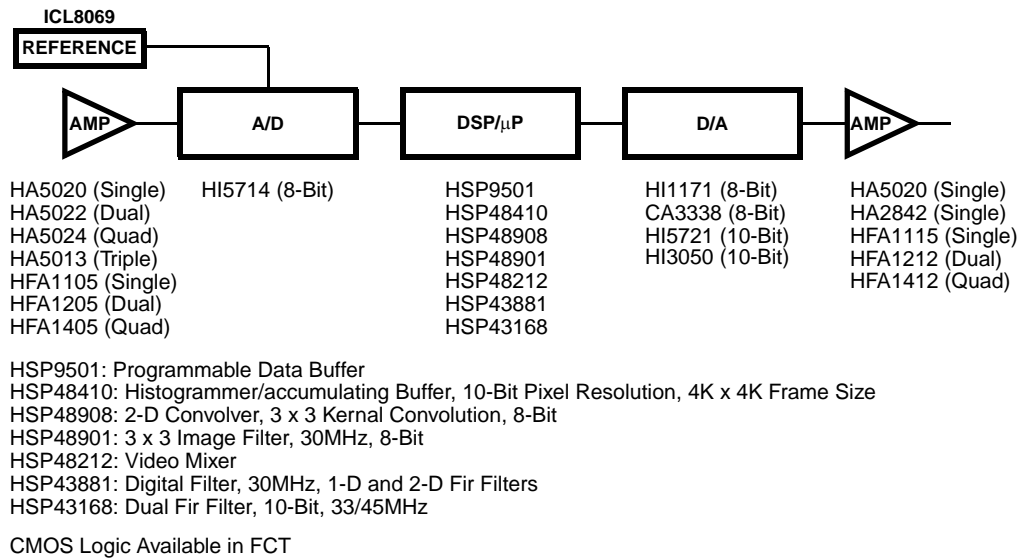 ICL8069
REFERENCE
AMP
A/D
DSP/µP
D/A
AMP
HA5020 (Single)
HA5022 (Dual)
HA5024 (Quad)
HA5013 (Triple)
HFA1105 (Single)
HFA1205 (Dual)
HFA1405 (Quad)
HI5714 (8-Bit)
HSP9501
HSP48410
HSP48908
HSP48901
HSP48212
HSP43881
HSP43168
HI1171 (8-Bit)
CA3338 (8-Bit)
HI5721 (10-Bit)
HI3050 (10-Bit)
HA5020 (Single)
HA2842 (Single)
HFA1115 (Single)
HFA1212 (Dual)
HFA1412 (Quad)
HSP9501: Programmable Data Buffer
HSP48410: Histogrammer/accumulating Buffer, 10-Bit Pixel Resolution, 4K x 4K Frame Size
HSP48908: 2-D Convolver, 3 x 3 Kernal Convolution, 8-Bit
HSP48901: 3 x 3 Image Filter, 30MHz, 8-Bit
HSP48212: Video Mixer
HSP43881: Digital Filter, 30MHz, 1-D and 2-D Fir Filters
HSP43168: Dual Fir Filter, 10-Bit, 33/45MHz
CMOS Logic Available in FCT